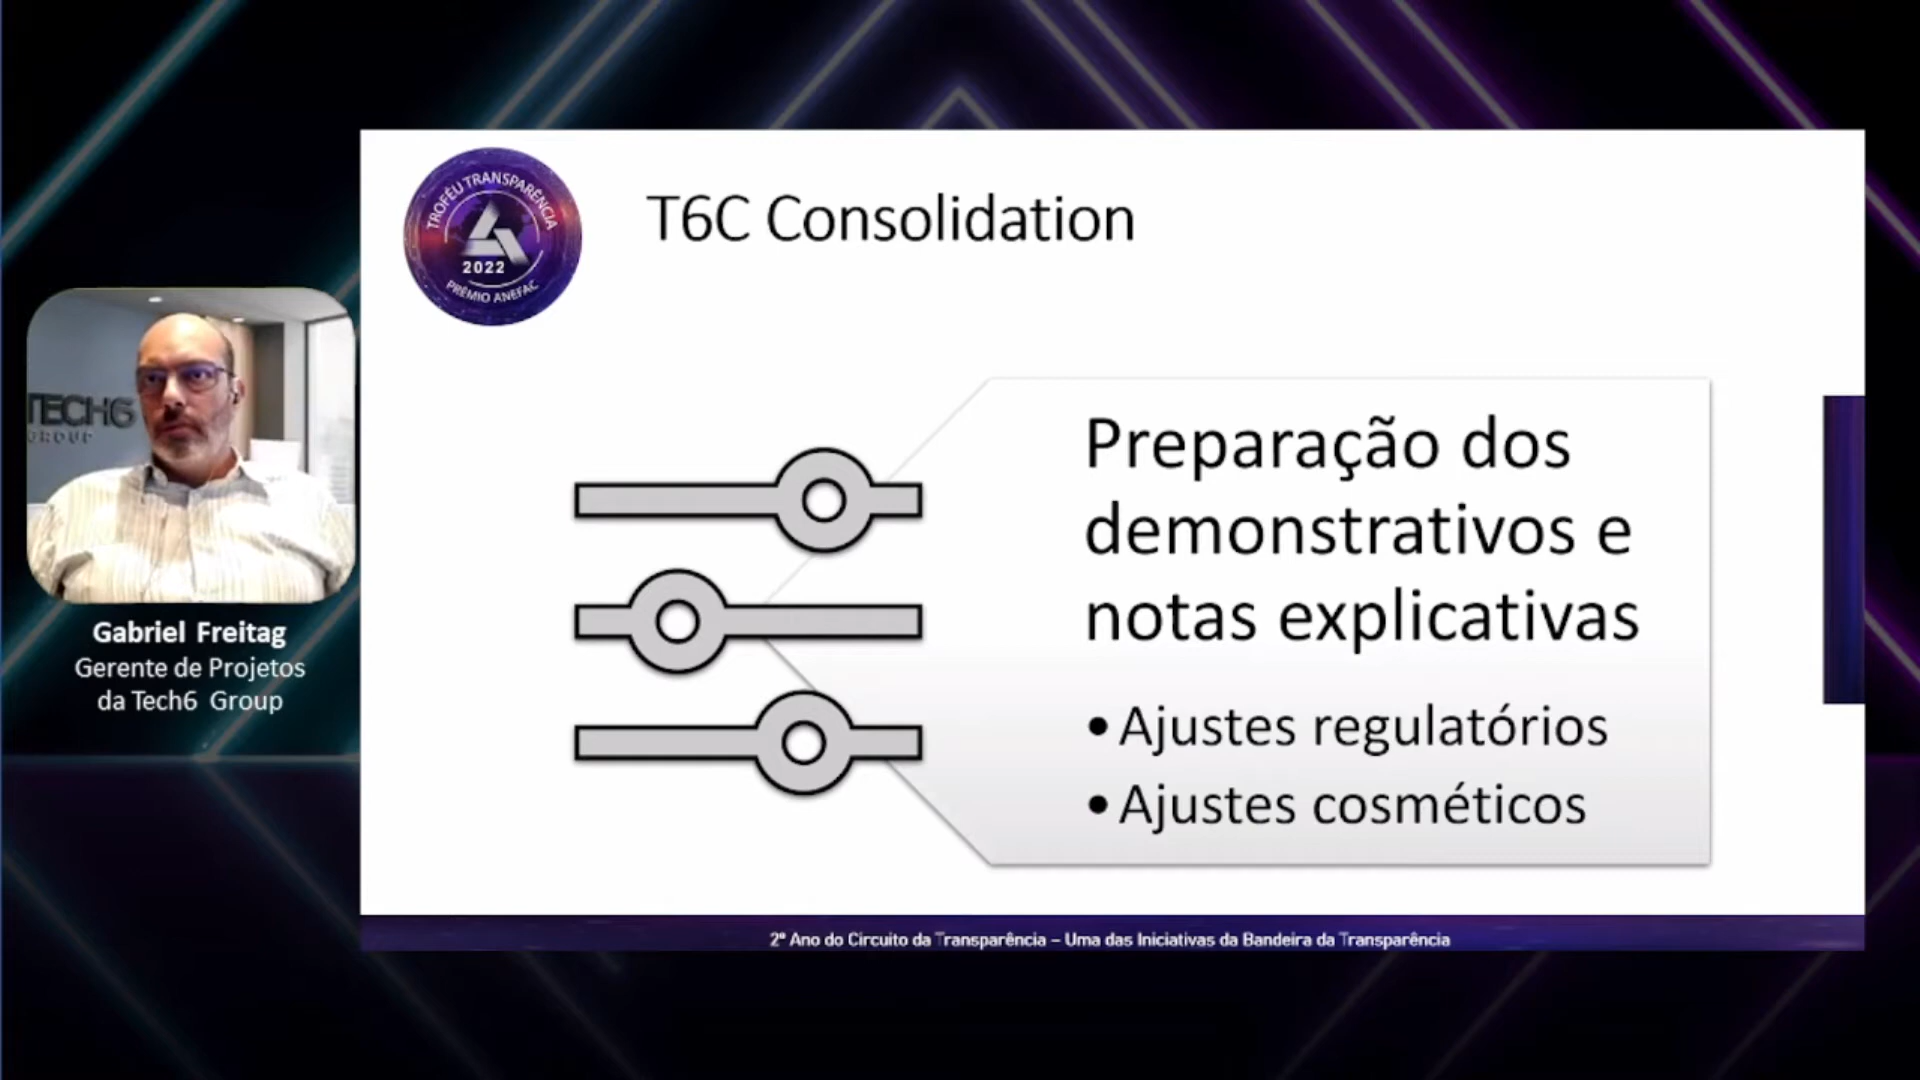 TROFÉU TRANSPARÊNCIA
2022
PRÊMIO ANEFAC
T6C Consolidation
TECH6
GROUP
Gabriel Freitag
Gerente de Projetos
da Tech6 Group
Preparação dos
demonstrativos e
notas explicativas
• Ajustes regulatórios
• Ajustes cosméticos
2º Ano do Circuito da Transparência – Uma das Iniciativas da Bandeira da Transparência